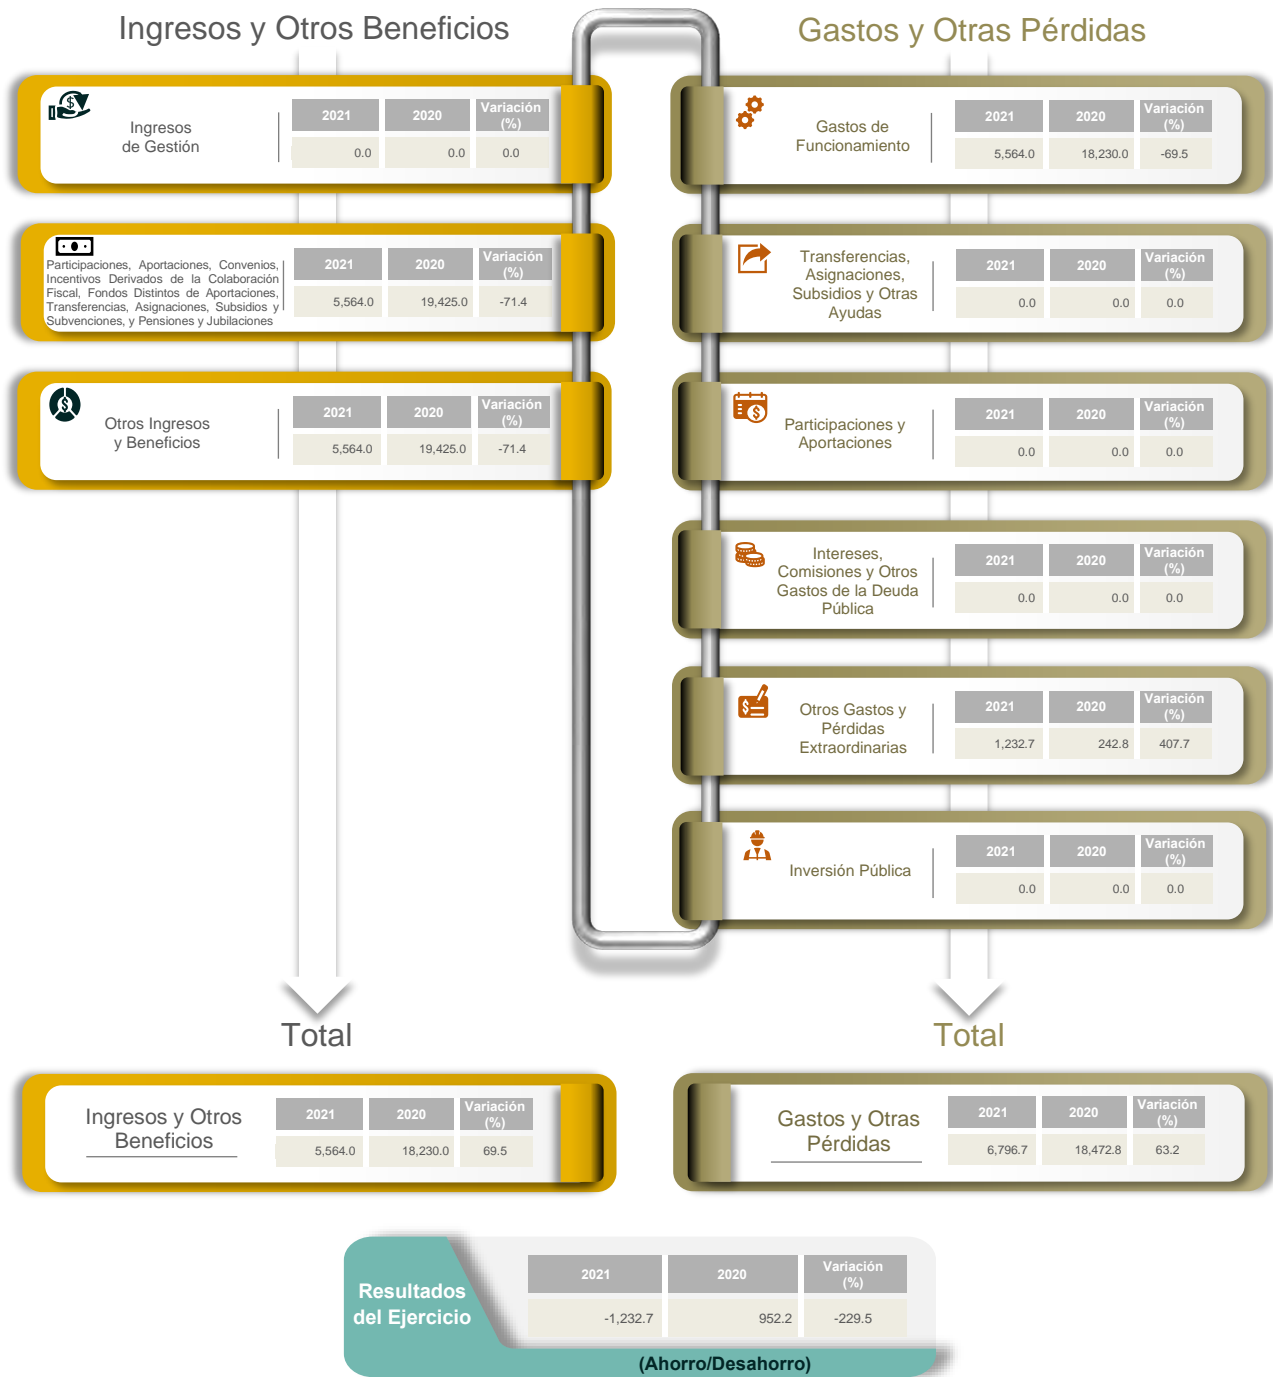 Ingresos y Otros Beneficios
Ingresos
de Gestión
2021 2020 Variación
(%)
0.0 0.0 0.0
Participaciones, Aportaciones, Convenios,
Incentivos Derivados de la Colaboración
Fiscal, Fondos Distintos de Aportaciones,
Transferencias, Asignaciones, Subsidios y
Subvenciones, y Pensiones y Jubilaciones
2021 2020 Variación
(%)
5,564.0 19,425.0 -71.4
Otros Ingresos
y Beneficios
2021 2020 Variación
(%)
5,564.0 19,425.0 -71.4
Total
Ingresos y Otros
Beneficios
2021 2020 Variación
(%)
5,564.0 18,230.0 69.5
Gastos y Otras Pérdidas
Gastos de
Funcionamiento
2021 2020 Variación
(%)
5,564.0 18,230.0 -69.5
Transferencias,
Asignaciones,
Subsidios y Otras
Ayudas
2021 2020 Variación
(%)
0.0 0.0 0.0
Participaciones y
Aportaciones
2021 2020 Variación
(%)
0.0 0.0 0.0
Intereses,
Comisiones y Otros
Gastos de la Deuda
Pública
2021 2020 Variación
(%)
0.0 0.0 0.0
Otros Gastos y
Pérdidas
Extraordinarias
2021 2020 Variación
(%)
1,232.7 242.8 407.7
Inversión Pública
2021 2020 Variación
(%)
0.0 0.0 0.0
Total
Gastos y Otras
Pérdidas
2021 2020 Variación
(%)
6,796.7 18,472.8 63.2
Resultados
del Ejercicio
2021 2020 Variación
(%)
-1,232.7 952.2 -229.5
(Ahorro/Desahorro)